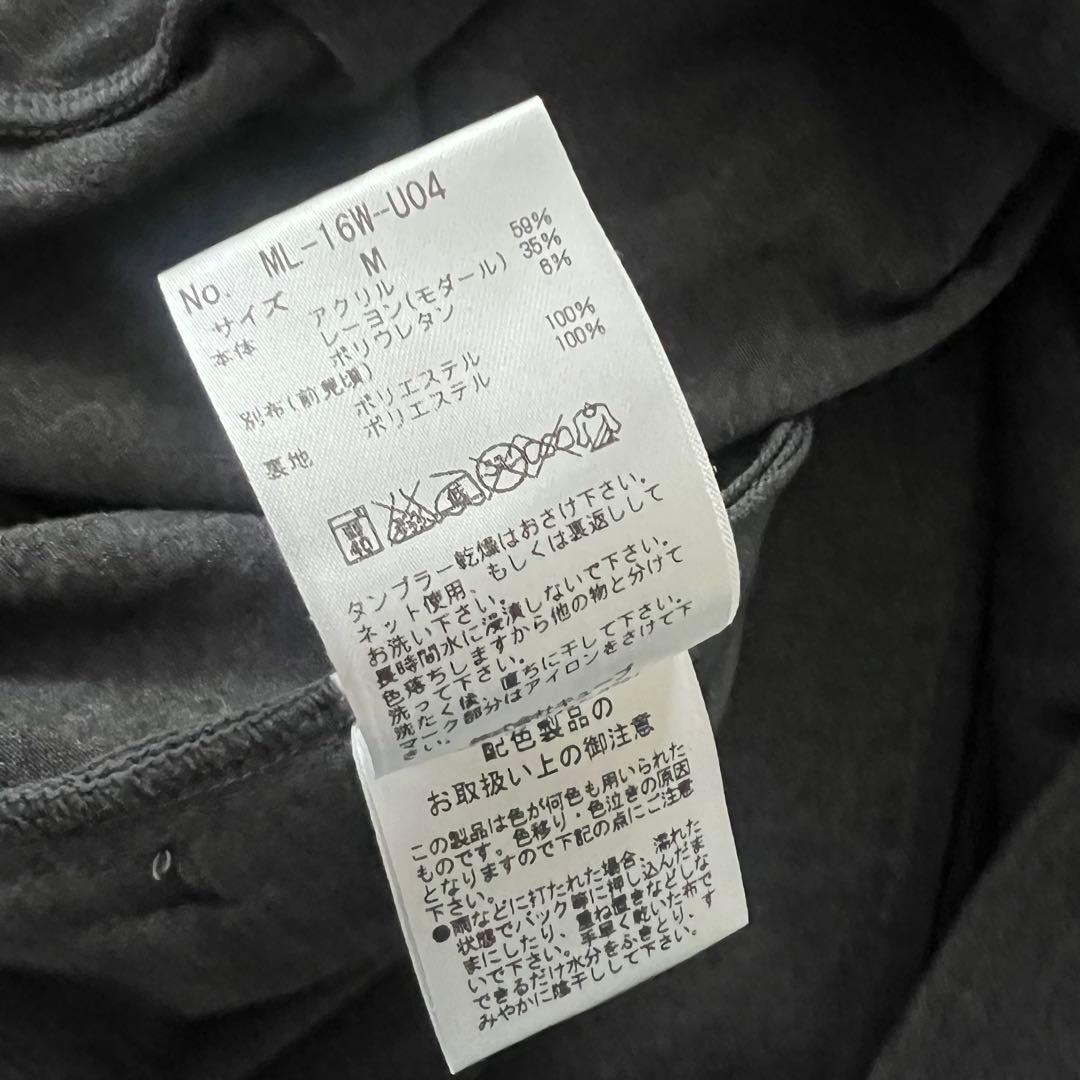 No. ML-16W-U04
サイズ M
本体 アクリル 59%
レーヨン(モダール) 35%
ポリウレタン 6%
別布(前見頃)
ポリエステル 100%
裏地 ポリエステル 100%
40
低
タンブラー乾燥はおさけ下さい。
ネット使用、もしくは裏返しして
お洗い下さい。
長時間水に浸漬しないで下さい。
色落ちしますから他の物と分けて
洗って下さい。
洗たく後、直ちに干して下さい。
マーク部分はアイロンをさけて下
さい。
配色製品の
お取扱い上の御注意
この製品は色が何色も用いられた
ものです。色移り・色泣きの原因
となりますので下記の点にご注意
下さい。
●雨などに打たれた場合、濡れた
状態でバック等に押し込んだま
まにしたり、重ね置きなどしな
いで下さい。手早く乾いた布で
できるだけ水分をふきとり、す
みやかに陰干しして下さい。